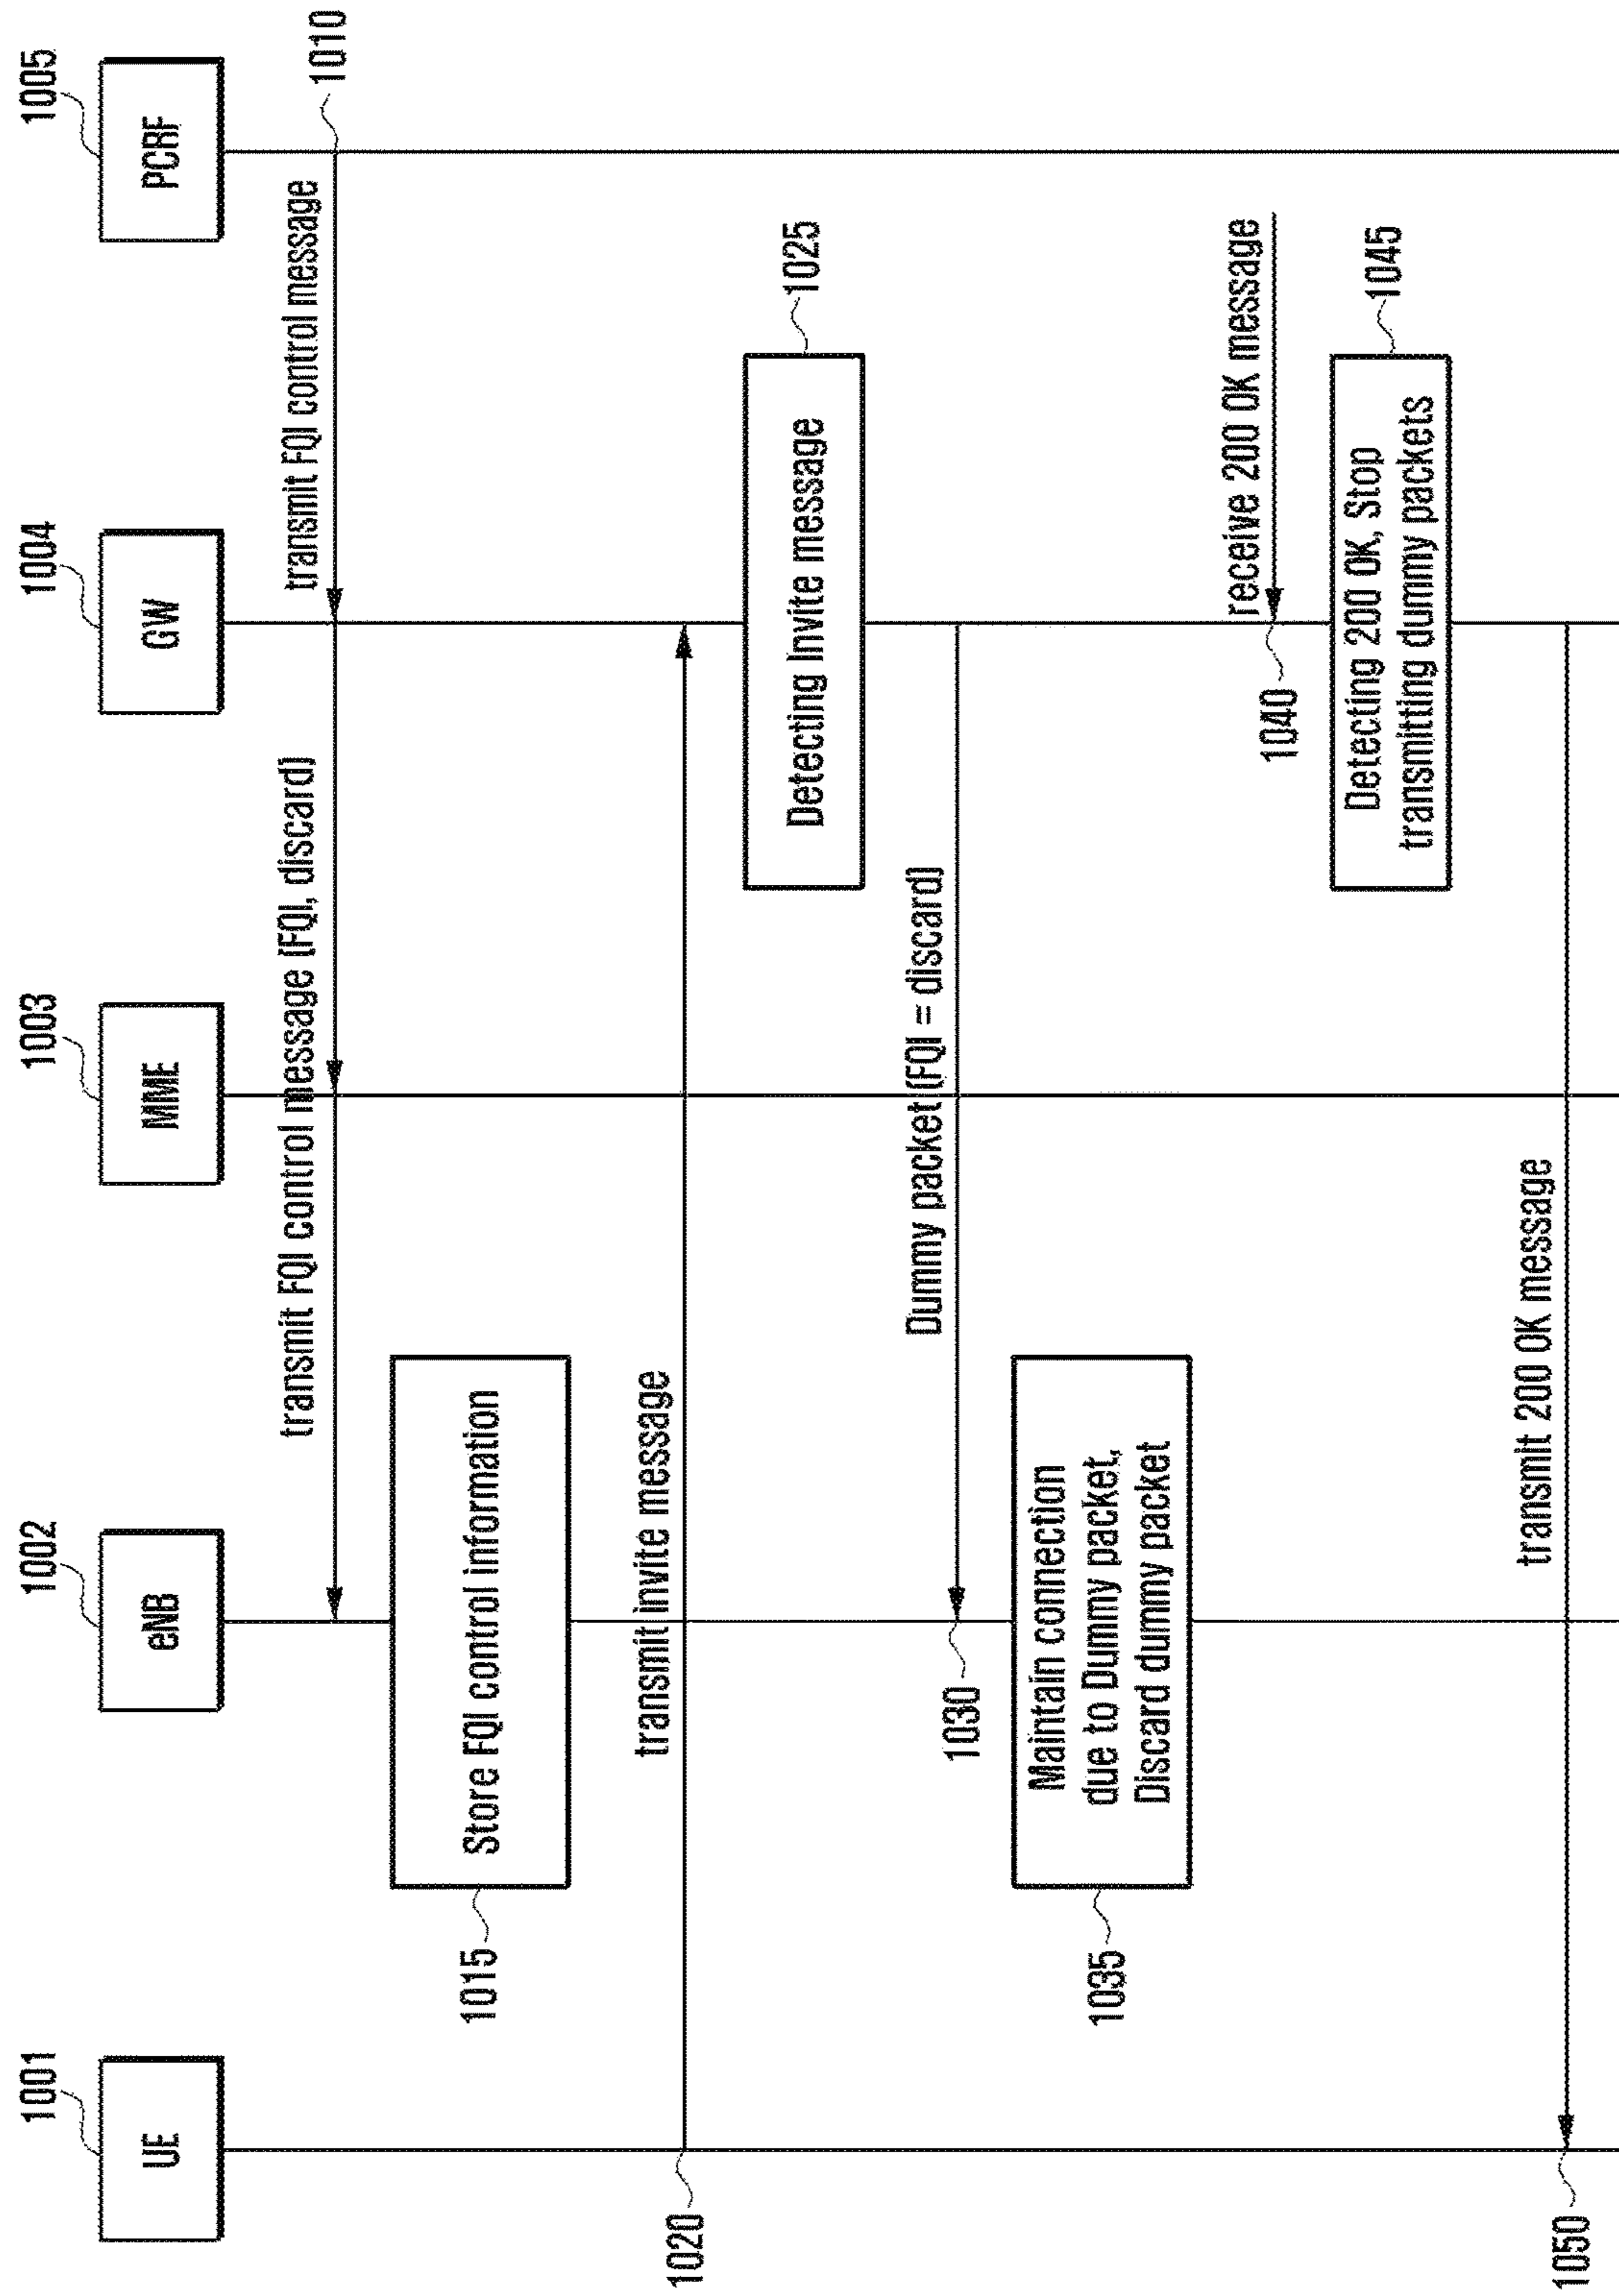 1001
1002
1003
1004
1005
UE
eNB
MME
GW
PCRF
transmit FQI control message (FQI, discard)
transmit FQI control message
1010
1015
Store FQI control information
transmit invite message
1020
Detecting Invite message
1025
Dummy packet (FQI = discard)
1030
1035
Maintain connection
due to Dummy packet,
Discard dummy packet
receive 200 OK message
1040
Detecting 200 OK, Stop
transmitting dummy packets
1045
transmit 200 OK message
1050